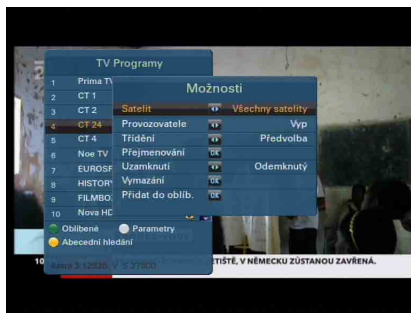 TV Programy
1 Prima TV
2 CT 1
3 CT 2
4 CT 24
5 CT 4
6 Noe TV
7 EUROSP
8 HISTORY
9 FILMBO
10 Nova HD
Možnosti
Satelit Všechny satelity
Provozovatele Vyp
Třídění Předvolba
Přejmenování OK
Uzamknutí Odemknutý
Vymazání OK
Přidat do oblíb. OK
Oblíbené Parametry
Abecední hledání
10 ETIŠTĚ, V NĚMECKU ZŮSTANOU ZAVŘENÁ.